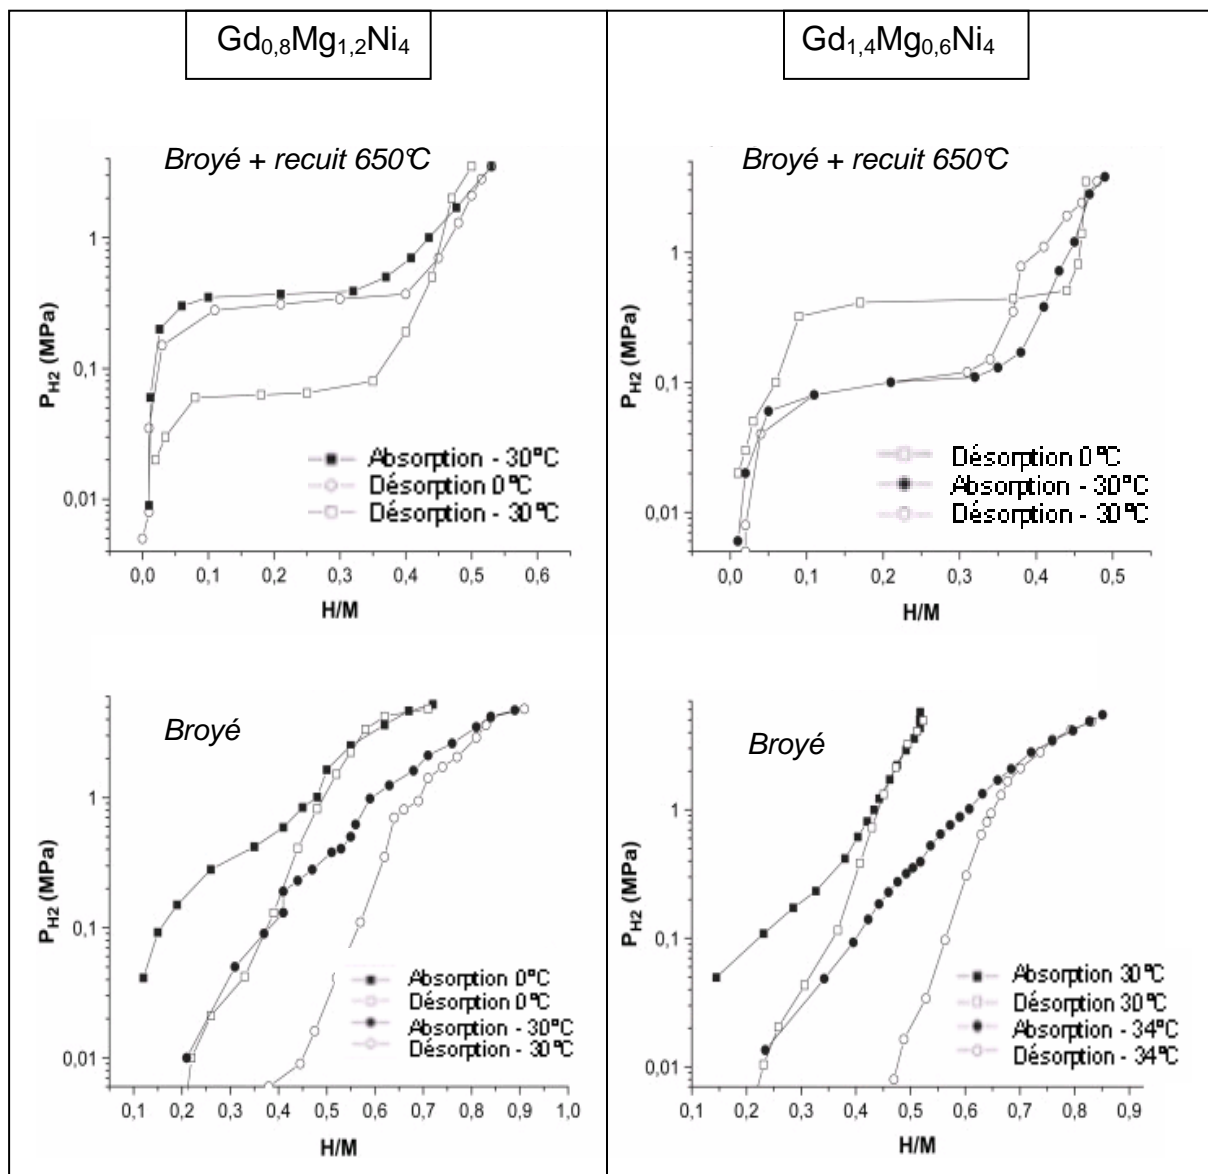 Gd0,8Mg1,2Ni4
Gd1,4Mg0,6Ni4
Broyé + recuit 650°C
PH2 (MPa)
1
0,1
0,01
Absorption - 30°C
Désorption 0°C
Désorption - 30°C
0,0 0,1 0,2 0,3 0,4 0,5 0,6
H/M
Broyé + recuit 650°C
PH2 (MPa)
1
0,1
0,01
Désorption 0°C
Absorption - 30°C
Désorption - 30°C
0,0 0,1 0,2 0,3 0,4 0,5
H/M
Broyé
PH2 (MPa)
1
0,1
0,01
Absorption 0°C
Désorption 0°C
Absorption - 30°C
Désorption - 30°C
0,1 0,2 0,3 0,4 0,5 0,6 0,7 0,8 0,9 1,0
H/M
Broyé
PH2 (MPa)
1
0,1
0,01
Absorption 30°C
Désorption 30°C
Absorption - 34°C
Désorption - 34°C
0,1 0,2 0,3 0,4 0,5 0,6 0,7 0,8 0,9
H/M